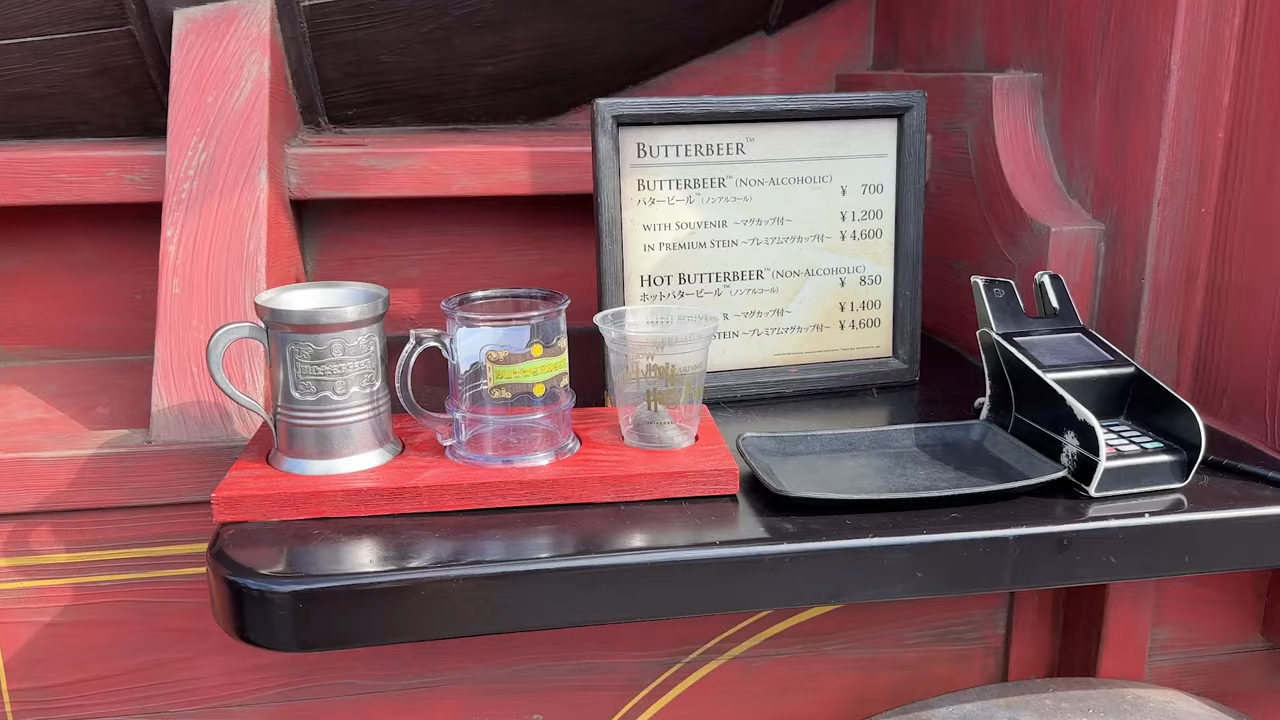 BUTTERBEER™
BUTTERBEER™ (NON-ALCOHOLIC) ¥ 700
バタービール™ (ノンアルコール)
WITH SOUVENIR ～マグカップ付～ ¥1,200
IN PREMIUM STEIN ～プレミアムマグカップ付～ ¥4,600
HOT BUTTERBEER™ (NON-ALCOHOLIC) ¥ 850
ホットバタービール™ (ノンアルコール)
R ～マグカップ付～ ¥1,400
STEIN ～プレミアムマグカップ付～ ¥4,600
BUTTERBEER
BUTTERBEER